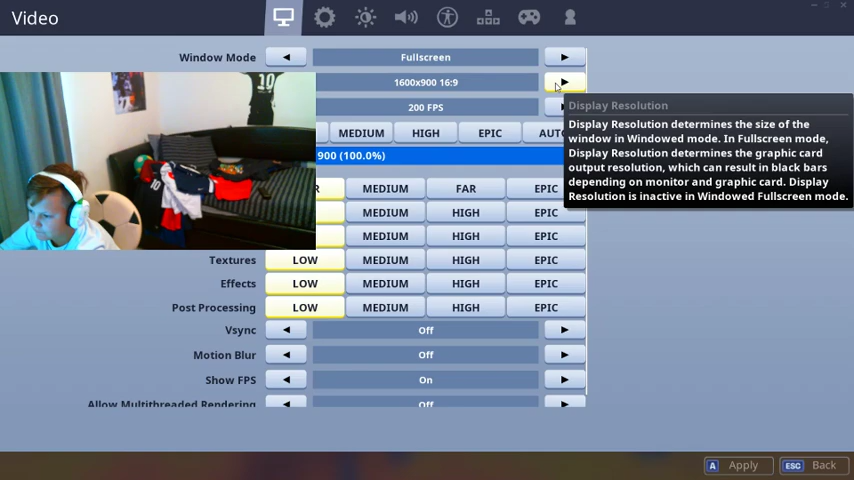 Video
Window Mode Fullscreen
1600x900 16:9
200 FPS
Display Resolution
Display Resolution determines the size of the
window in Windowed mode. In Fullscreen mode,
Display Resolution determines the graphic card
output resolution, which can result in black bars
depending on monitor and graphic card. Display
Resolution is inactive in Windowed Fullscreen mode.
MEDIUM HIGH EPIC AUTO
900 (100.0%)
MEDIUM FAR EPIC
MEDIUM HIGH EPIC
MEDIUM HIGH EPIC
Textures LOW MEDIUM HIGH EPIC
Effects LOW MEDIUM HIGH EPIC
Post Processing LOW MEDIUM HIGH EPIC
Vsync Off
Motion Blur Off
Show FPS On
Allow Multithreaded Rendering Off
A Apply ESC Back
10